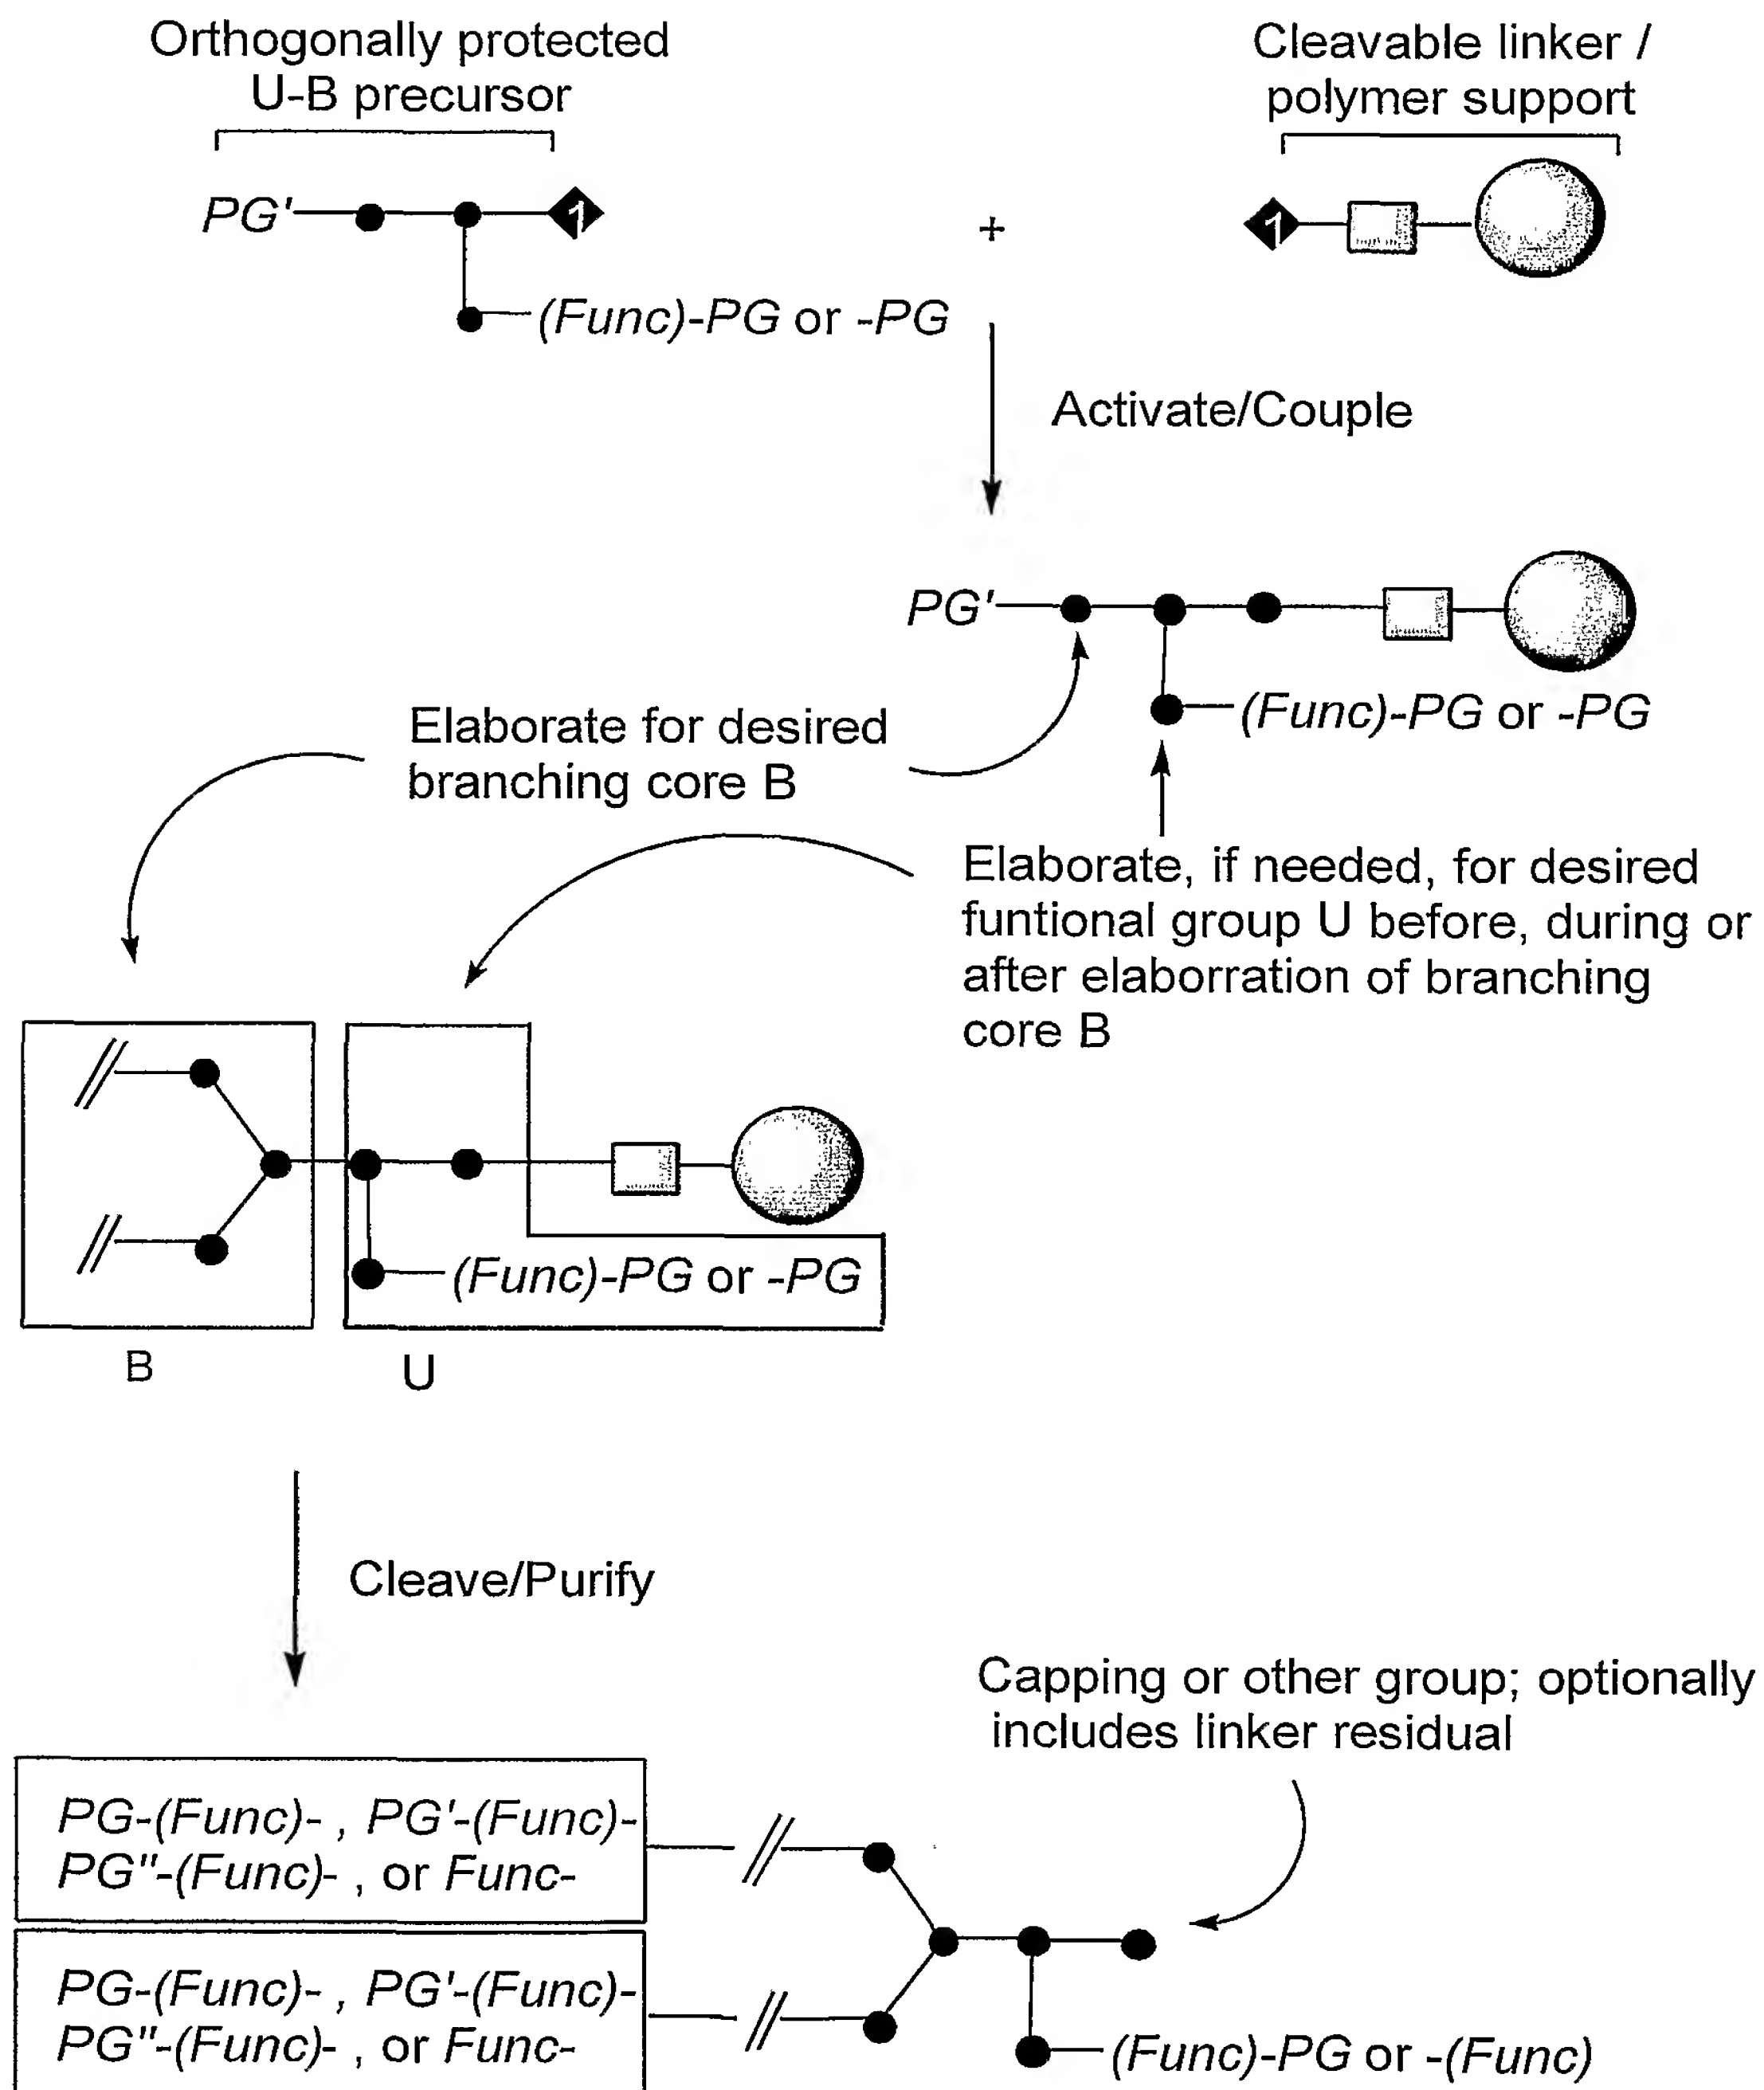 Orthogonally protected
U-B precursor
Cleavable linker /
polymer support
PG'
1
+
1
(Func)-PG or -PG
Activate/Couple
PG'
(Func)-PG or -PG
Elaborate for desired
branching core B
Elaborate, if needed, for desired
funtional group U before, during or
after elaborration of branching
core B
(Func)-PG or -PG
B
U
Cleave/Purify
Capping or other group; optionally
includes linker residual
PG-(Func)- , PG'-(Func)-
PG"-(Func)- , or Func-
PG-(Func)- , PG'-(Func)-
PG"-(Func)- , or Func-
(Func)-PG or -(Func)